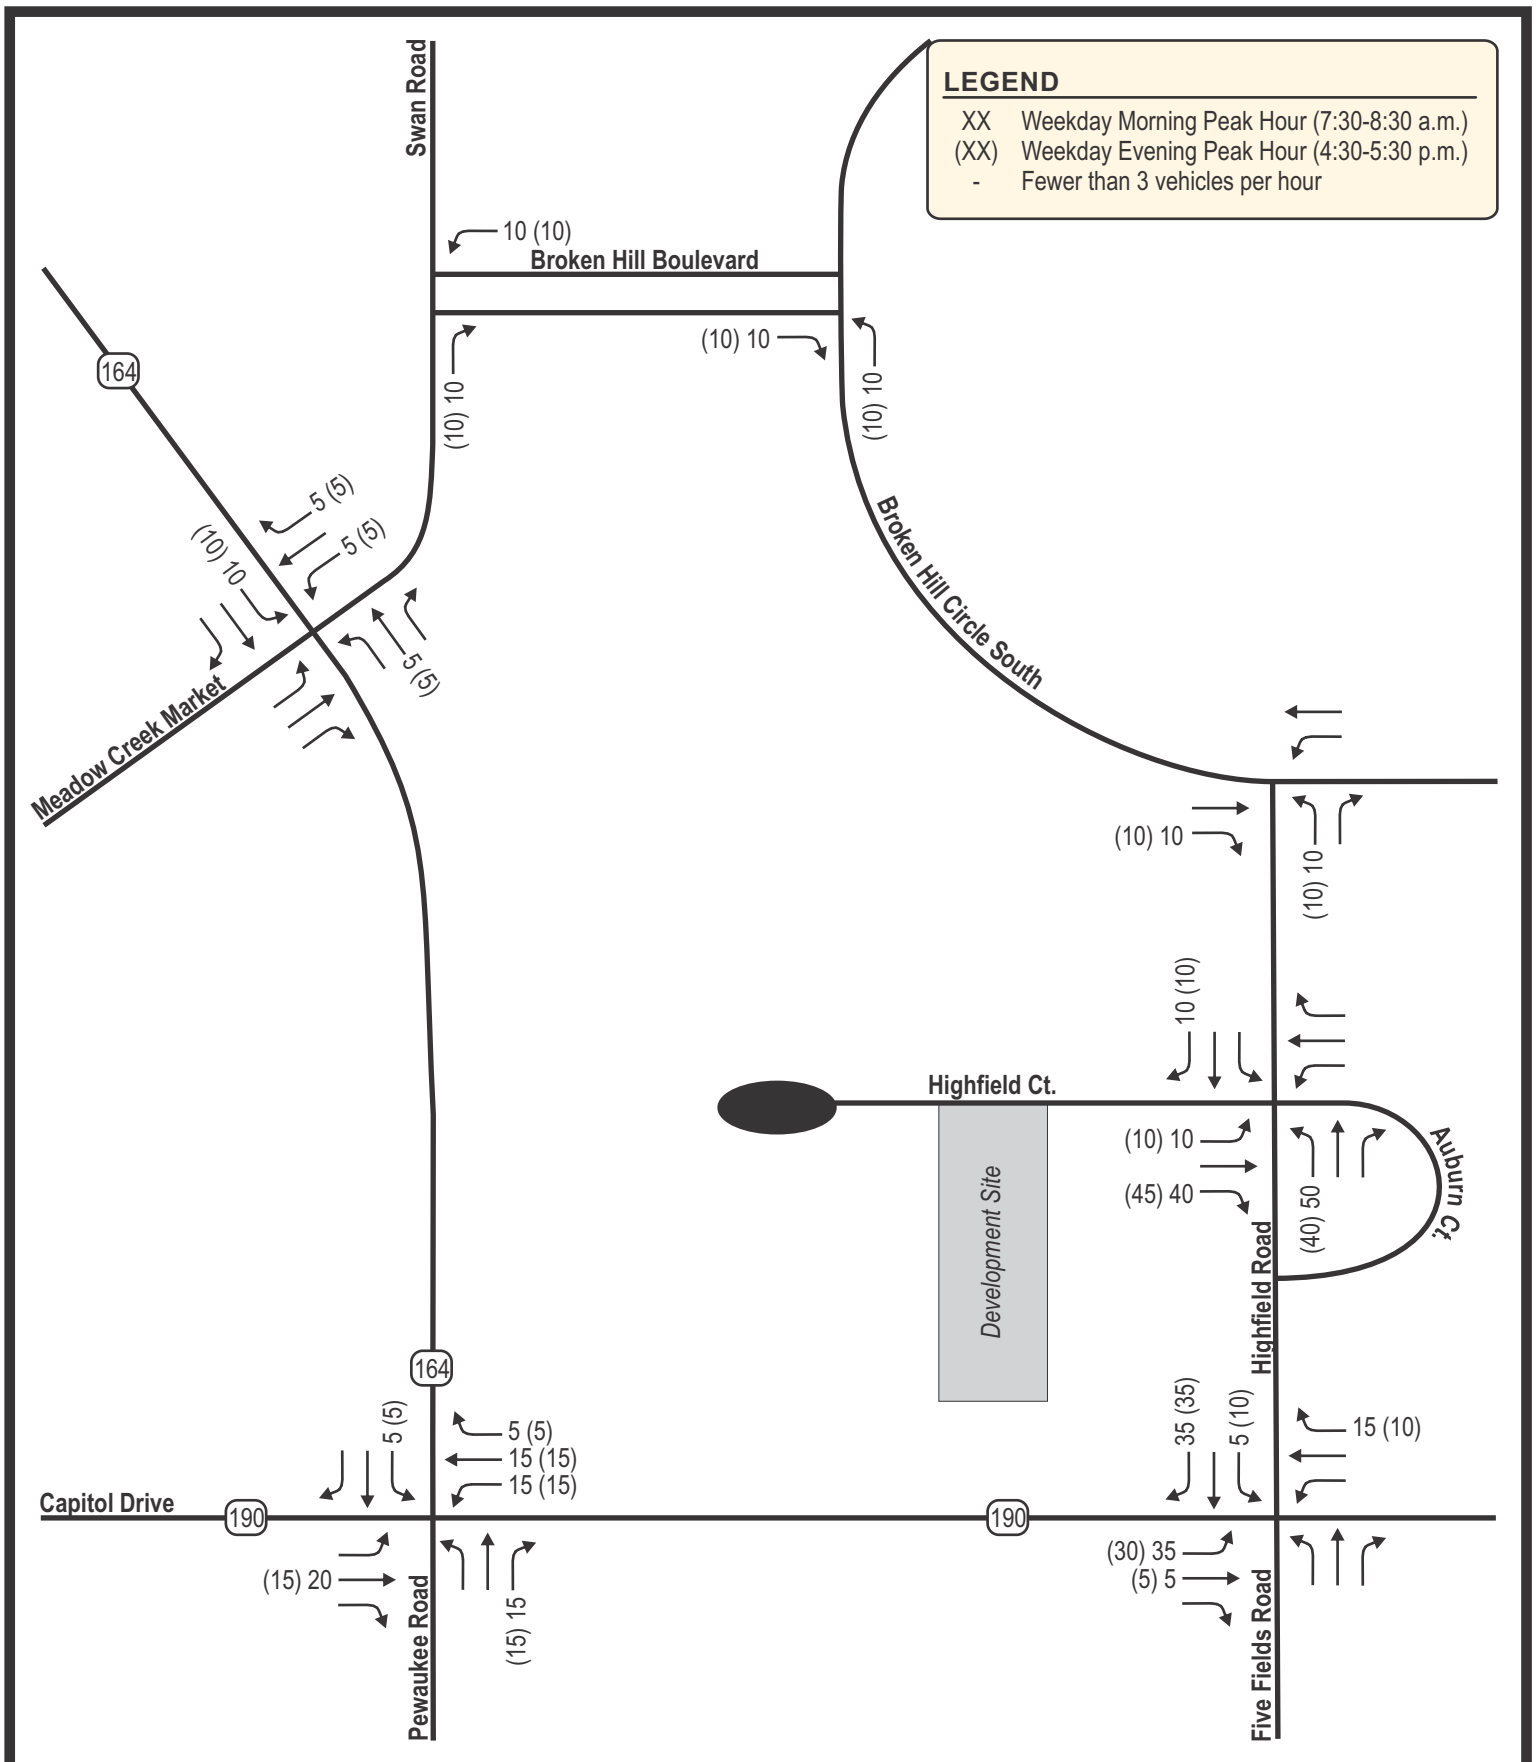 Swan Road
LEGEND
XX Weekday Morning Peak Hour (7:30-8:30 a.m.)
(XX) Weekday Evening Peak Hour (4:30-5:30 p.m.)
- Fewer than 3 vehicles per hour
10 (10)
Broken Hill Boulevard
(10) 10
(10) 10
(10) 10
164
5 (5)
5 (5)
(10) 10
5 (5)
Meadow Creek Market
Broken Hill Circle South
(10) 10
(10) 10
10 (10)
Highfield Ct.
(10) 10
(45) 40
(40) 50
Auburn Ct.
Development Site
Highfield Road
164
5 (5)
5 (5)
15 (15)
15 (15)
35 (35)
5 (10)
15 (10)
Capitol Drive
190
190
(15) 20
(15) 15
Pewaukee Road
(30) 35
(5) 5
Five Fields Road